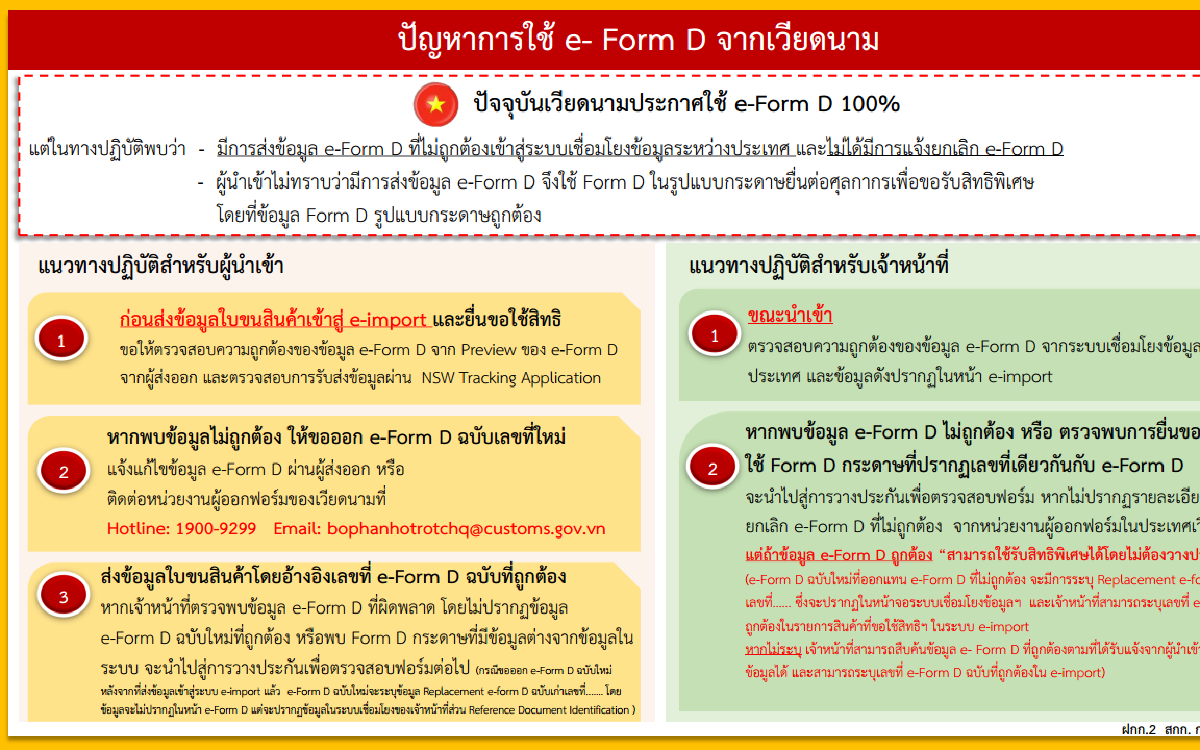 ปัญหาการใช้ e- Form D จากเวียดนาม
ปัจจุบันเวียดนามประกาศใช้ e-Form D 100%
แต่ในทางปฏิบัติพบว่า - มีการส่งข้อมูล e-Form D ที่ไม่ถูกต้องเข้าสู่ระบบเชื่อมโยงข้อมูลระหว่างประเทศ และไม่ได้มีการแจ้งยกเลิก e-Form D
- ผู้นำเข้าไม่ทราบว่ามีการส่งข้อมูล e-Form D จึงใช้ Form D ในรูปแบบกระดาษยื่นต่อศุลกากรเพื่อขอรับสิทธิพิเศษ
โดยที่ข้อมูล Form D รูปแบบกระดาษถูกต้อง
แนวทางปฏิบัติสำหรับผู้นำเข้า
1
ก่อนส่งข้อมูลใบขนสินค้าเข้าสู่ e-import และยื่นขอใช้สิทธิ
ขอให้ตรวจสอบความถูกต้องของข้อมูล e-Form D จาก Preview ของ e-Form D
จากผู้ส่งออก และตรวจสอบการรับส่งข้อมูลผ่าน NSW Tracking Application
2
หากพบข้อมูลไม่ถูกต้อง ให้ขอออก e-Form D ฉบับเลขที่ใหม่
แจ้งแก้ไขข้อมูล e-Form D ผ่านผู้ส่งออก หรือ
ติดต่อหน่วยงานผู้ออกฟอร์มของเวียดนามที่
Hotline: 1900-9299 Email: bophanhotrotchq@customs.gov.vn
3
ส่งข้อมูลใบขนสินค้าโดยอ้างอิงเลขที่ e-Form D ฉบับที่ถูกต้อง
หากเจ้าหน้าที่ตรวจพบข้อมูล e-Form D ที่ผิดพลาด โดยไม่ปรากฏข้อมูล
e-Form D ฉบับใหม่ที่ถูกต้อง หรือพบ Form D กระดาษที่มีข้อมูลต่างจากข้อมูลใน
ระบบ จะนำไปสู่การวางประกันเพื่อตรวจสอบฟอร์มต่อไป (กรณีขอออก e-Form D ฉบับใหม่
หลังจากที่ส่งข้อมูลเข้าสู่ระบบ e-import แล้ว e-Form D ฉบับใหม่จะระบุข้อมูล Replacement e-form D ฉบับเก่าเลขที่....... โดย
ข้อมูลจะไม่ปรากฏในหน้า e-Form D แต่จะปรากฏข้อมูลในระบบเชื่อมโยงของเจ้าหน้าที่ส่วน Reference Document Identification )
แนวทางปฏิบัติสำหรับเจ้าหน้าที่
1
ขณะนำเข้า
ตรวจสอบความถูกต้องของข้อมูล e-Form D จากระบบเชื่อมโยงข้อมูล
ประเทศ และข้อมูลดังปรากฏในหน้า e-import
2
หากพบข้อมูล e-Form D ไม่ถูกต้อง หรือ ตรวจพบการยื่นขอ
ใช้ Form D กระดาษที่ปรากฏเลขที่เดียวกันกับ e-Form D
จะนำไปสู่การวางประกันเพื่อตรวจสอบฟอร์ม หากไม่ปรากฏรายละเอีย
ยกเลิก e-Form D ที่ไม่ถูกต้อง จากหน่วยงานผู้ออกฟอร์มในประเทศเ
แต่ถ้าข้อมูล e-Form D ถูกต้อง “สามารถใช้รับสิทธิพิเศษได้โดยไม่ต้องวางป
(e-Form D ฉบับใหม่ที่ออกแทน e-Form D ที่ไม่ถูกต้อง จะมีการระบุ Replacement e-fo
เลขที่...... ซึ่งจะปรากฏในหน้าจอระบบเชื่อมโยงข้อมูลฯ และเจ้าหน้าที่สามารถระบุเลขที่ e
ถูกต้องในรายการสินค้าที่ขอใช้สิทธิฯ ในระบบ e-import
หากไม่ระบุ เจ้าหน้าที่สามารถสืบค้นข้อมูล e- Form D ที่ถูกต้องตามที่ได้รับแจ้งจากผู้นำเข้
ข้อมูลได้ และสามารถระบุเลขที่ e-Form D ฉบับที่ถูกต้องใน e-import)
ฝกก.2 สกก. ก